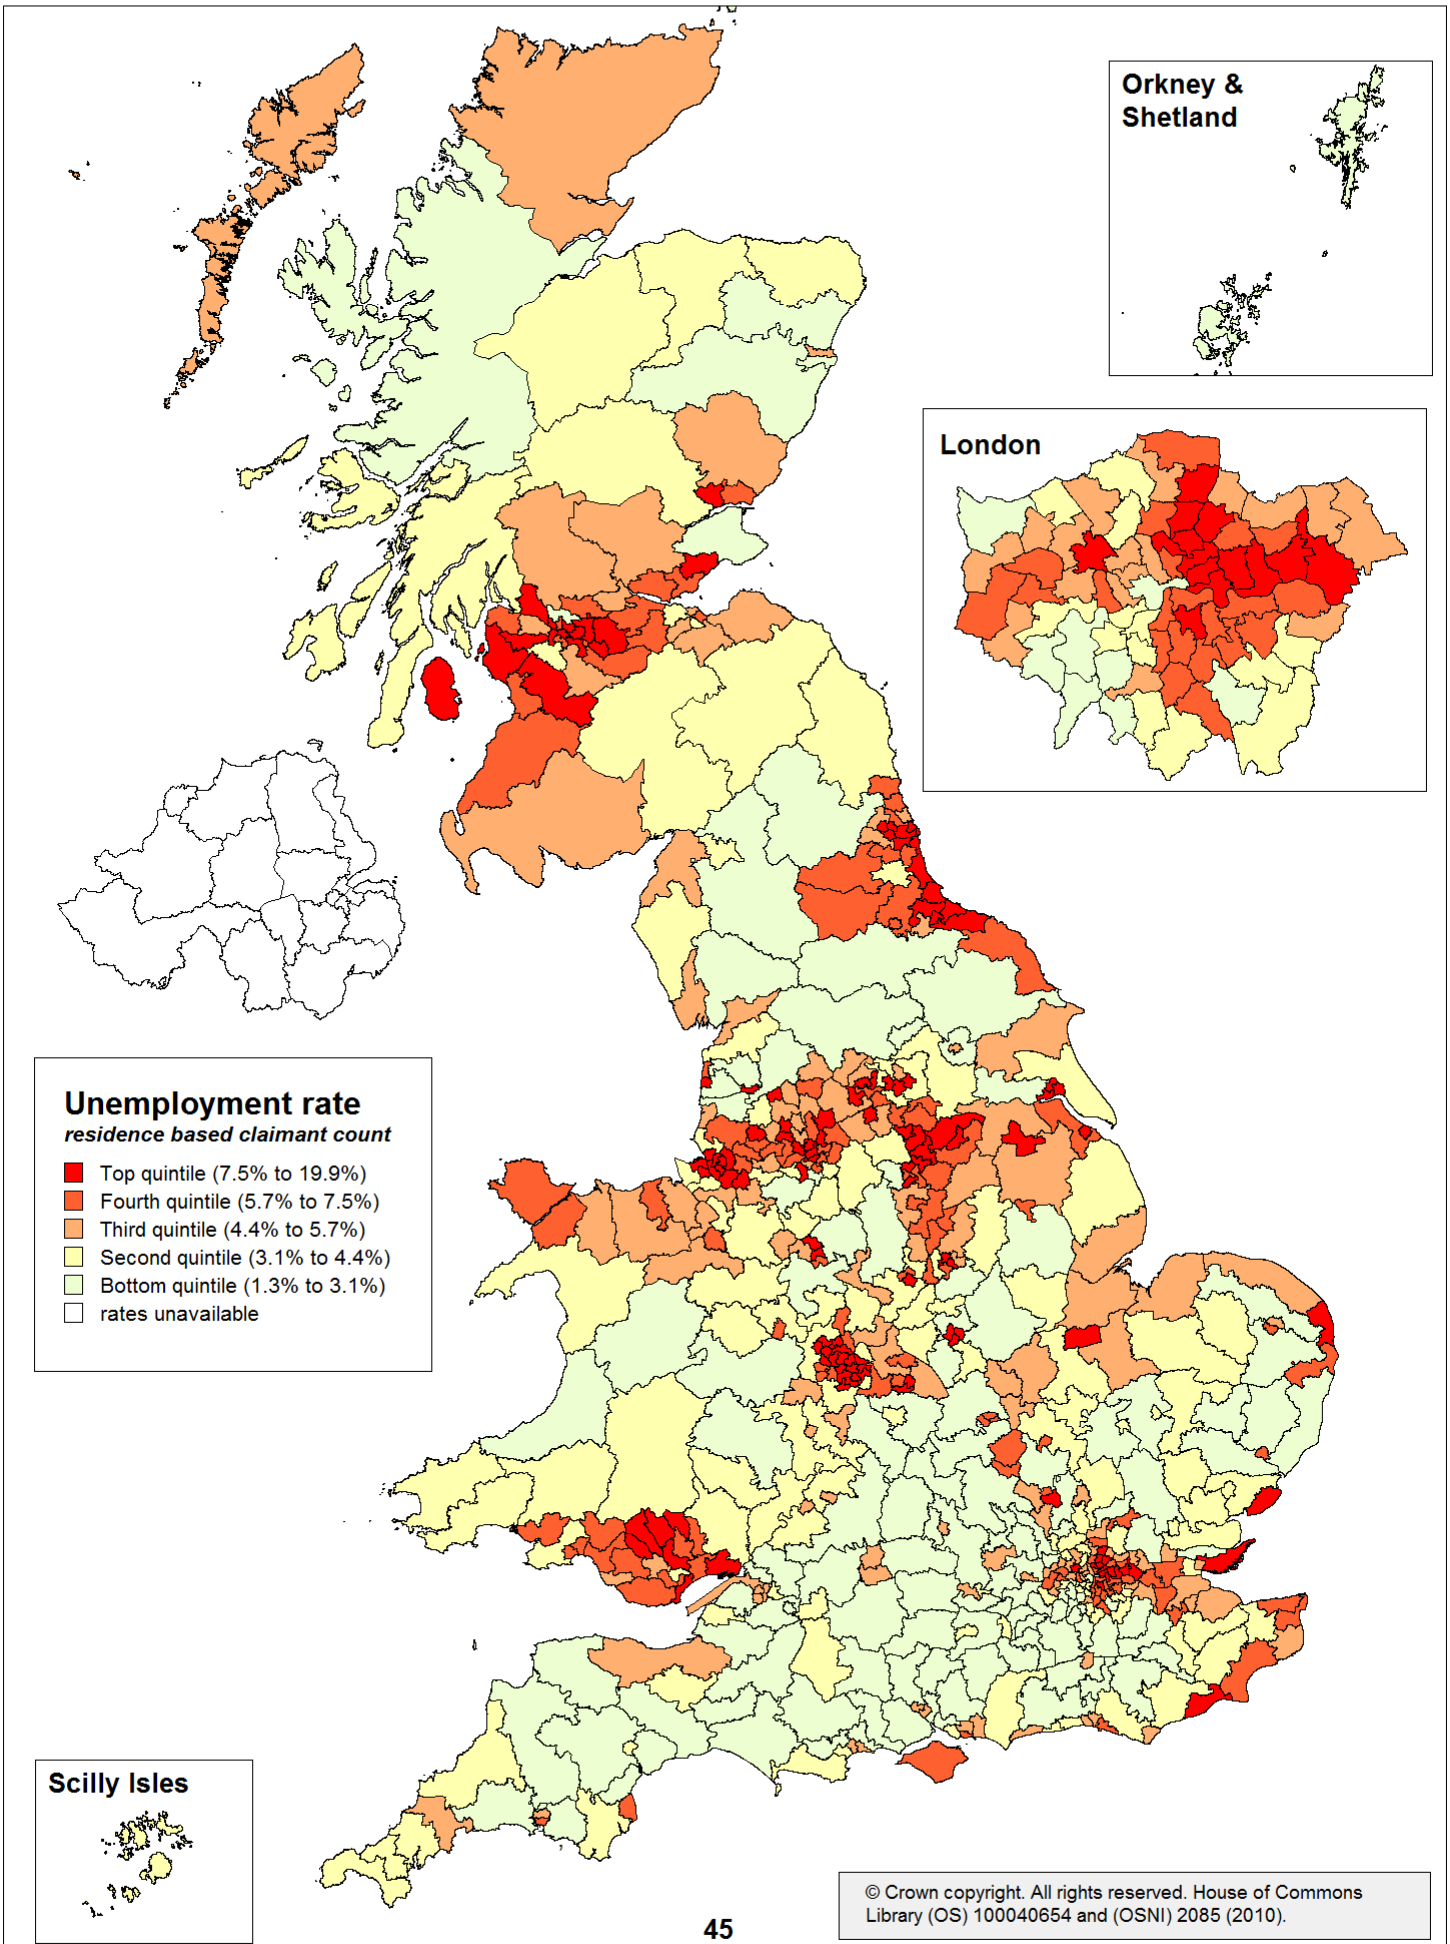 Orkney &
Shetland
London
Unemployment rate
residence based claimant count
Top quintile (7.5% to 19.9%)
Fourth quintile (5.7% to 7.5%)
Third quintile (4.4% to 5.7%)
Second quintile (3.1% to 4.4%)
Bottom quintile (1.3% to 3.1%)
rates unavailable
Scilly Isles
© Crown copyright. All rights reserved. House of Commons
Library (OS) 100040654 and (OSNI) 2085 (2010).
45